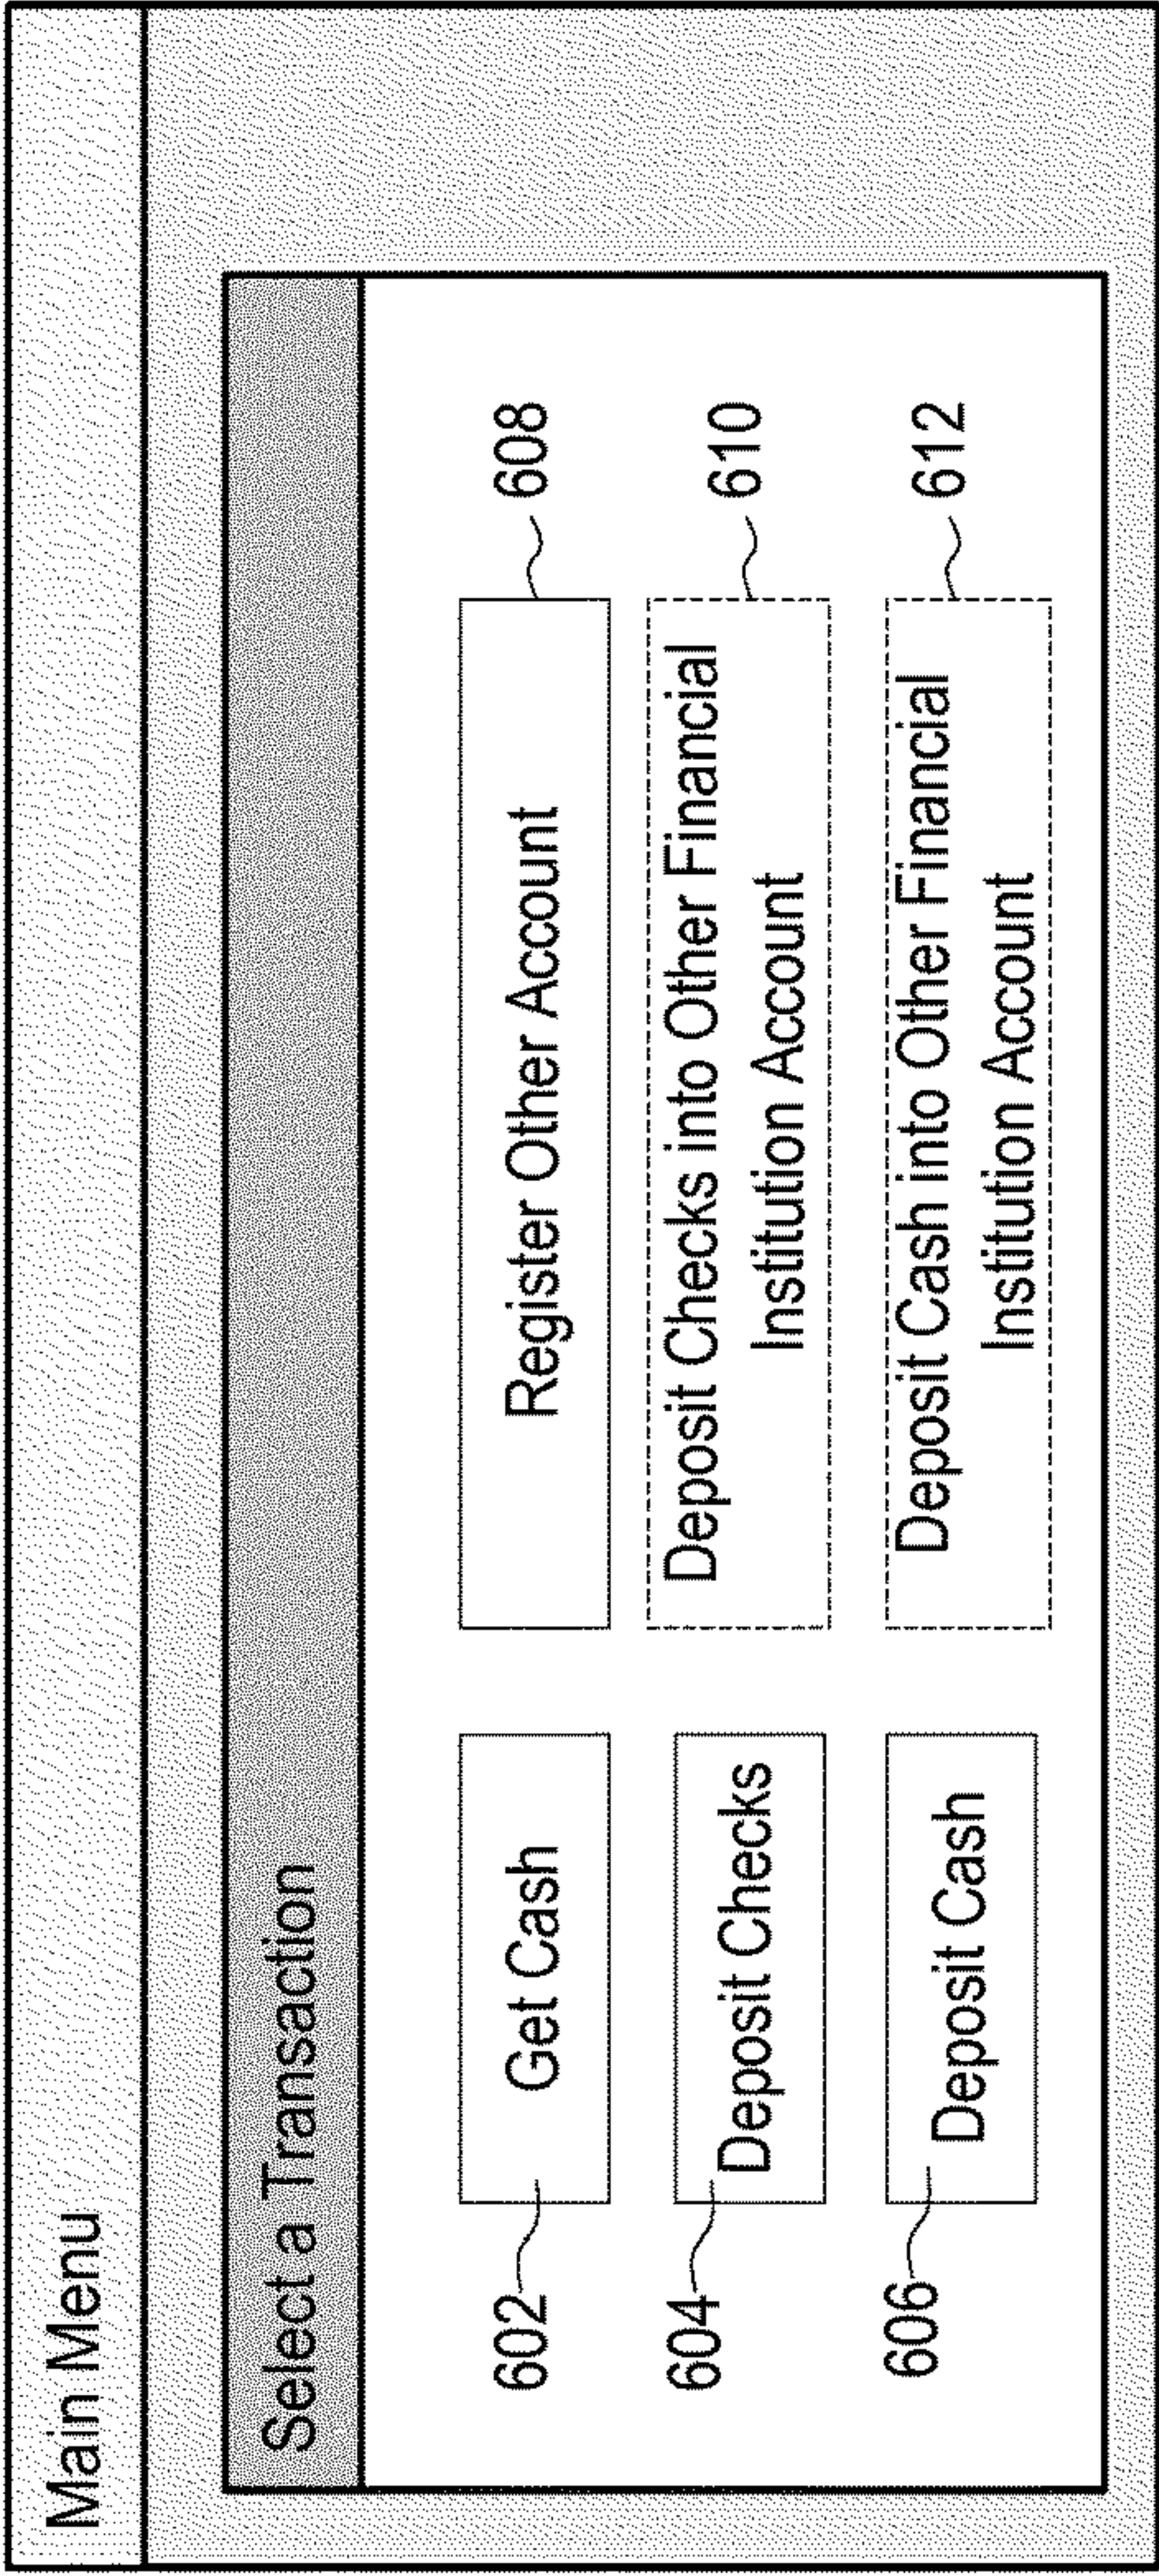 Main Menu
Select a Transaction
602
Get Cash
Register Other Account
608
604
Deposit Checks
Deposit Checks into Other Financial
Institution Account
610
606
Deposit Cash
Deposit Cash into Other Financial
Institution Account
612